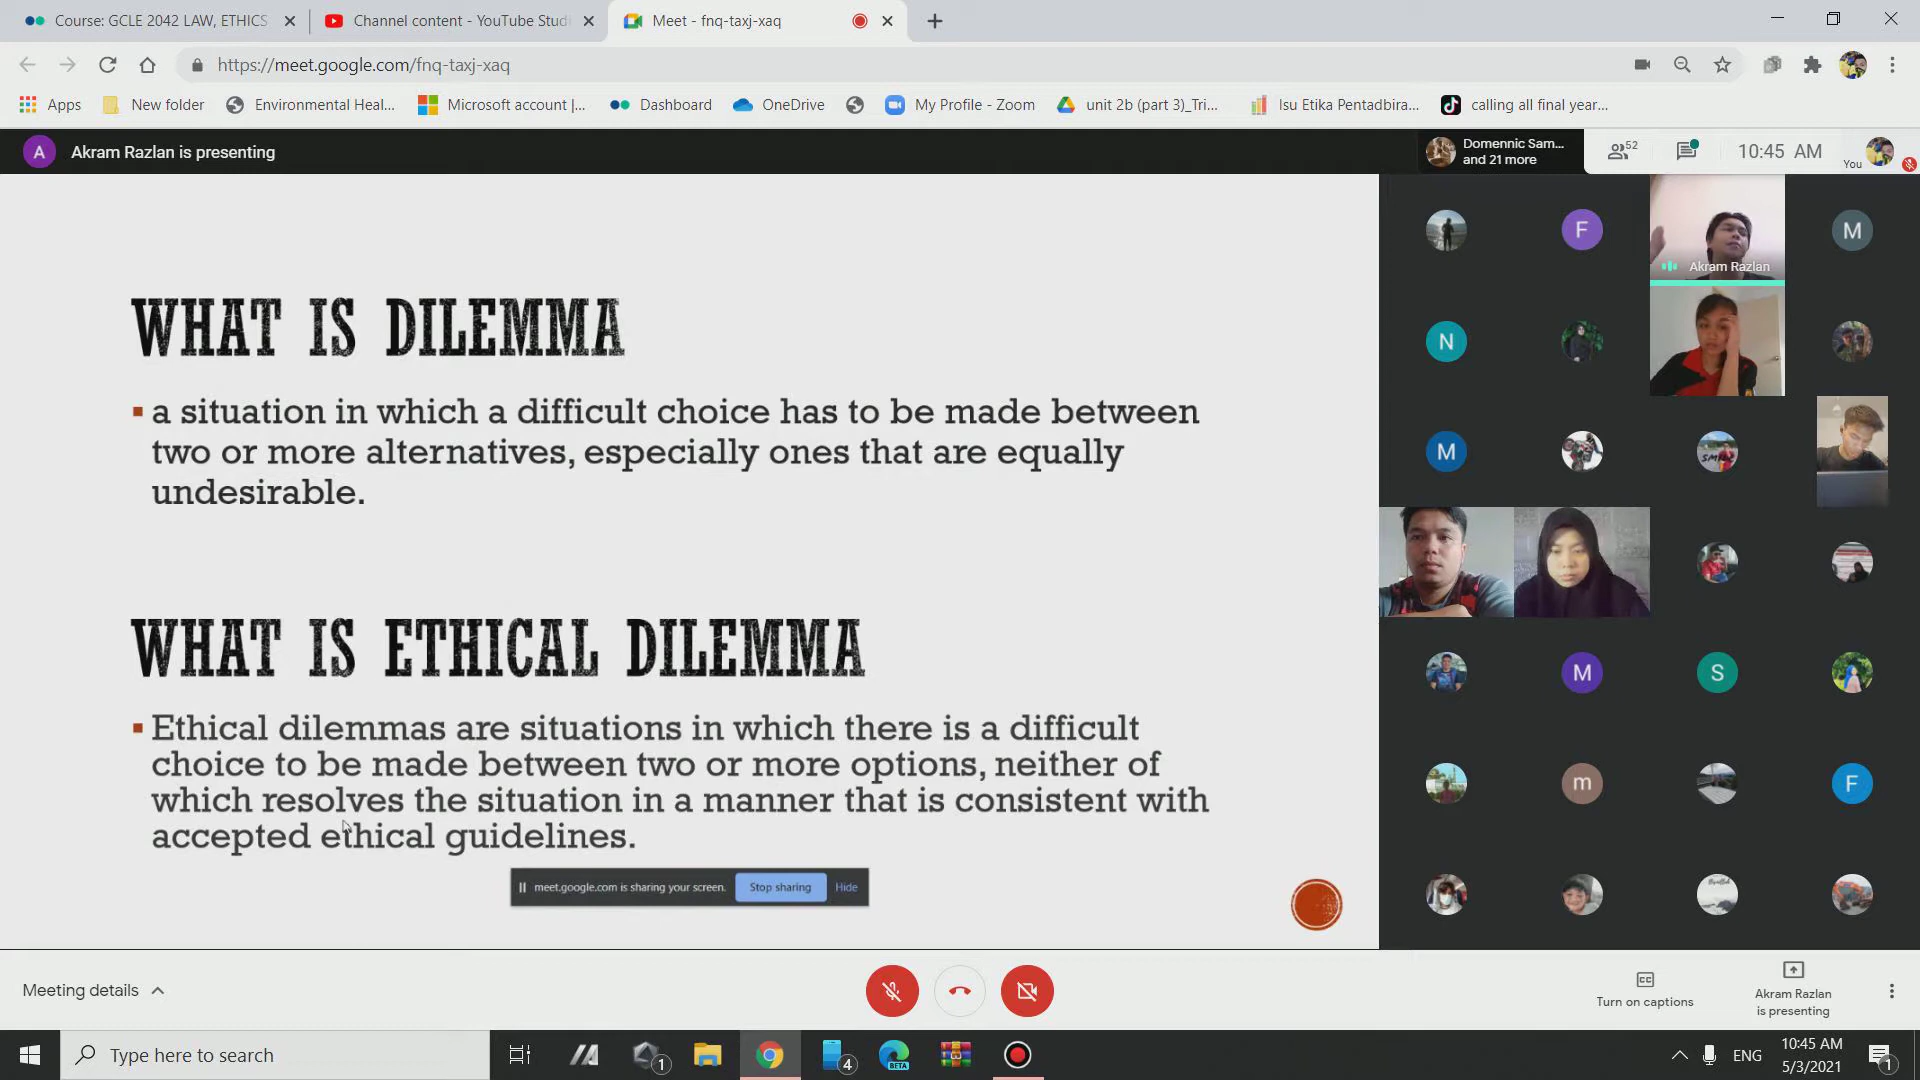 Course: GCLE 2042 LAW, ETHICS
Channel content - YouTube Studi
Meet - fnq-taxj-xaq
https://meet.google.com/fnq-taxj-xaq
Apps
New folder
Environmental Heal...
Microsoft account |...
Dashboard
OneDrive
My Profile - Zoom
unit 2b (part 3)_Tri...
Isu Etika Pentadbira...
calling all final year...
A
Akram Razlan is presenting
Domennic Sam...
and 21 more
52
10:45 AM
You
WHAT IS DILEMMA
a situation in which a difficult choice has to be made between
two or more alternatives, especially ones that are equally
undesirable.
WHAT IS ETHICAL DILEMMA
Ethical dilemmas are situations in which there is a difficult
choice to be made between two or more options, neither of
which resolves the situation in a manner that is consistent with
accepted ethical guidelines.
meet.google.com is sharing your screen.
Stop sharing
Hide
F
Akram Razlan
M
N
M
SMKBC
M
S
m
F
Meeting details
Turn on captions
Akram Razlan
is presenting
Type here to search
1
4
BETA
ENG
10:45 AM
5/3/2021
1